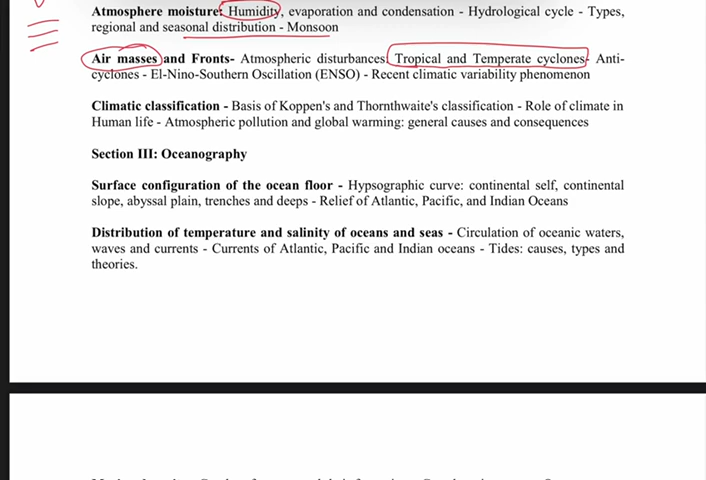 Atmosphere moisture: Humidity, evaporation and condensation - Hydrological cycle - Types,
regional and seasonal distribution - Monsoon
Air masses and Fronts- Atmospheric disturbances: Tropical and Temperate cyclones- Anti-
cyclones - El-Nino-Southern Oscillation (ENSO) - Recent climatic variability phenomenon
Climatic classification - Basis of Koppen's and Thornthwaite's classification - Role of climate in
Human life - Atmospheric pollution and global warming: general causes and consequences
Section III: Oceanography
Surface configuration of the ocean floor - Hypsographic curve: continental self, continental
slope, abyssal plain, trenches and deeps - Relief of Atlantic, Pacific, and Indian Oceans
Distribution of temperature and salinity of oceans and seas - Circulation of oceanic waters,
waves and currents - Currents of Atlantic, Pacific and Indian oceans - Tides: causes, types and
theories.